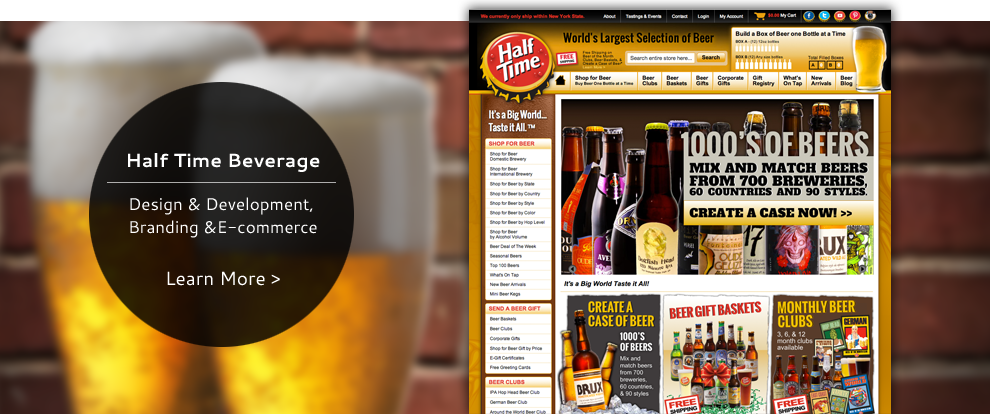 Half Time Beverage
Design & Development,
Branding &E-commerce
Learn More >
We currently only ship within New York State.
About
Tastings & Events
Contact
Login
My Account
$0.00 My Cart
Half
Time.
World's Largest Selection of Beer
FREE
SHIPPING
Free Shipping on
Beer of the Month
Clubs, Beer Baskets, &
Create a Case of Beer*
Search entire store here...
Search
Build a Box of Beer one Bottle at a Time
BOX A - (12) 12oz bottles
BOX B (12) Any size bottles
Total Filled Boxes
A
B
Shop for Beer
Buy Beer One Bottle at a Time
Beer
Clubs
Beer
Baskets
Beer
Gifts
Corporate
Gifts
Gift
Registry
What's
On Tap
New
Arrivals
Beer
Blog
It's a Big World...
Taste it All.™
SHOP FOR BEER
Shop for Beer
Domestic Brewery
Shop for Beer
International Brewery
Shop for Beer by State
Shop for Beer by Country
Shop for Beer by Style
Shop for Beer by Color
Shop for Beer by Hop Level
Shop for Beer
by Alcohol Volume
Beer Deal of The Week
Seasonal Beers
Top 100 Beers
What's On Tap
New Beer Arrivals
Mini Beer Kegs
SEND A BEER GIFT
Beer Baskets
Beer Clubs
Corporate Gifts
Shop for Beer Gift by Price
E-Gift Certificates
Free Greeting Cards
BEER CLUBS
IPA Hop Head Beer Club
German Beer Club
Around the World Beer Club
1000'S OF BEERS
MIX AND MATCH BEERS
FROM 700 BREWERIES,
60 COUNTRIES AND 90 STYLES.
CREATE A CASE NOW! >>
It's a Big World Taste it All!
CREATE A
CASE OF BEER
1000'S
OF BEERS
Mix and
match beers
from 700
breweries,
60 countries,
& 90 styles
BRUX
BEER GIFT BASKETS
FREE
SHIPPING
MONTHLY BEER
CLUBS
3, 6, & 12
month clubs
available
GERMAN
FREE
SHIPPING